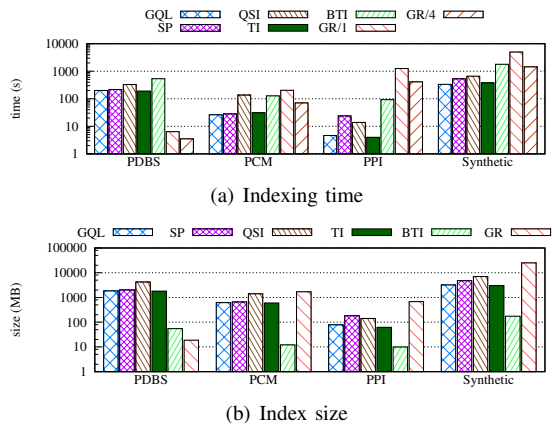 GQL QSI BTI GR/4
SP TI GR/1
time (s)
10000
1000
100
10
1
PDBS PCM PPI Synthetic
(a) Indexing time
GQL SP QSI TI BTI GR
size (MB)
100000
10000
1000
100
10
1
PDBS PCM PPI Synthetic
(b) Index size